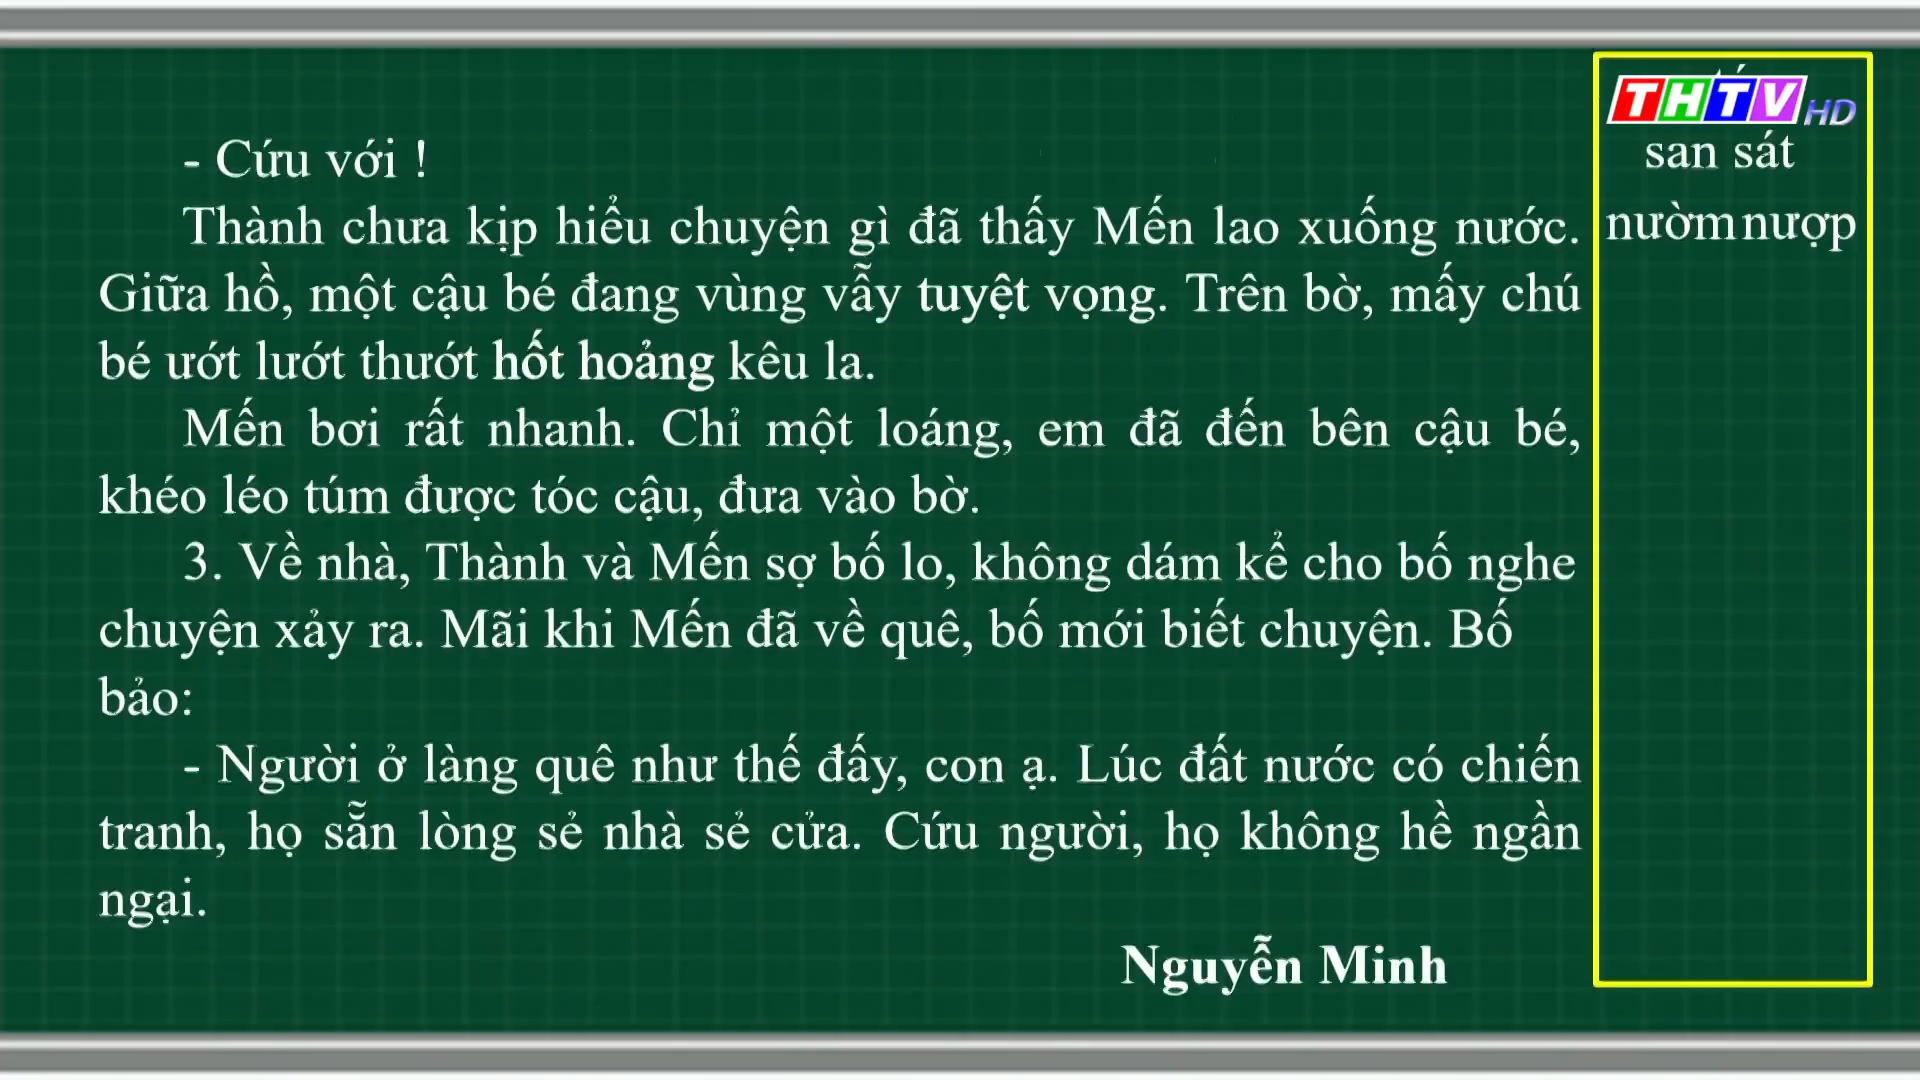 - Cứu với !
Thành chưa kịp hiểu chuyện gì đã thấy Mến lao xuống nước.
Giữa hồ, một cậu bé đang vùng vẫy tuyệt vọng. Trên bờ, mấy chú
bé ướt lướt thướt hốt hoảng kêu la.
Mến bơi rất nhanh. Chỉ một loáng, em đã đến bên cậu bé,
khéo léo túm được tóc cậu, đưa vào bờ.
3. Về nhà, Thành và Mến sợ bố lo, không dám kể cho bố nghe
chuyện xảy ra. Mãi khi Mến đã về quê, bố mới biết chuyện. Bố
bảo:
- Người ở làng quê như thế đấy, con ạ. Lúc đất nước có chiến
tranh, họ sẵn lòng sẻ nhà sẻ cửa. Cứu người, họ không hề ngần
ngại.
Nguyễn Minh
THTV HD
san sát
nườm nượp